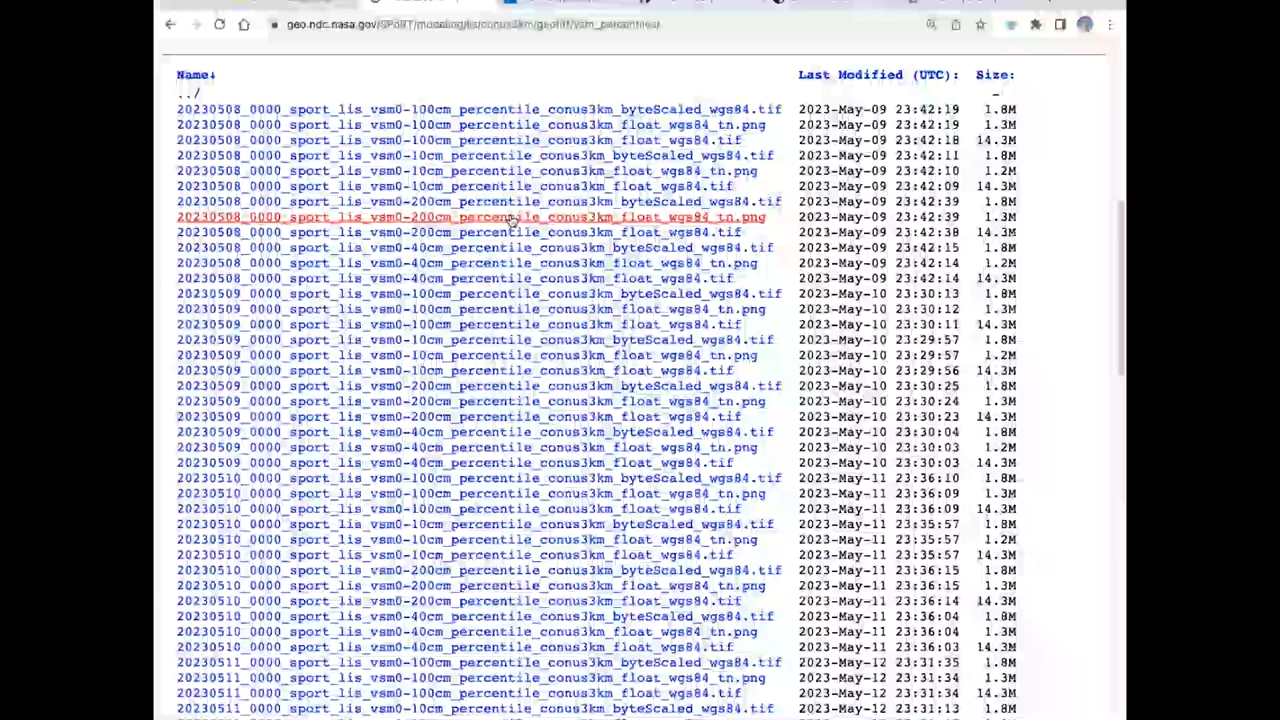 geo.ndc.nasa.gov/SPoRT/modeling/lis/conus3km/geotiff/vsm_percentiles/
Name↓ Last Modified (UTC): Size:
../ -
20230508_0000_sport_lis_vsm0-100cm_percentile_conus3km_byteScaled_wgs84.tif 2023-May-09 23:42:19 1.8M
20230508_0000_sport_lis_vsm0-100cm_percentile_conus3km_float_wgs84_tn.png 2023-May-09 23:42:19 1.3M
20230508_0000_sport_lis_vsm0-100cm_percentile_conus3km_float_wgs84.tif 2023-May-09 23:42:18 14.3M
20230508_0000_sport_lis_vsm0-10cm_percentile_conus3km_byteScaled_wgs84.tif 2023-May-09 23:42:11 1.8M
20230508_0000_sport_lis_vsm0-10cm_percentile_conus3km_float_wgs84_tn.png 2023-May-09 23:42:10 1.2M
20230508_0000_sport_lis_vsm0-10cm_percentile_conus3km_float_wgs84.tif 2023-May-09 23:42:09 14.3M
20230508_0000_sport_lis_vsm0-200cm_percentile_conus3km_byteScaled_wgs84.tif 2023-May-09 23:42:39 1.8M
20230508_0000_sport_lis_vsm0-200cm_percentile_conus3km_float_wgs84_tn.png 2023-May-09 23:42:39 1.3M
20230508_0000_sport_lis_vsm0-200cm_percentile_conus3km_float_wgs84.tif 2023-May-09 23:42:38 14.3M
20230508_0000_sport_lis_vsm0-40cm_percentile_conus3km_byteScaled_wgs84.tif 2023-May-09 23:42:15 1.8M
20230508_0000_sport_lis_vsm0-40cm_percentile_conus3km_float_wgs84_tn.png 2023-May-09 23:42:14 1.2M
20230508_0000_sport_lis_vsm0-40cm_percentile_conus3km_float_wgs84.tif 2023-May-09 23:42:14 14.3M
20230509_0000_sport_lis_vsm0-100cm_percentile_conus3km_byteScaled_wgs84.tif 2023-May-10 23:30:13 1.8M
20230509_0000_sport_lis_vsm0-100cm_percentile_conus3km_float_wgs84_tn.png 2023-May-10 23:30:12 1.3M
20230509_0000_sport_lis_vsm0-100cm_percentile_conus3km_float_wgs84.tif 2023-May-10 23:30:11 14.3M
20230509_0000_sport_lis_vsm0-10cm_percentile_conus3km_byteScaled_wgs84.tif 2023-May-10 23:29:57 1.8M
20230509_0000_sport_lis_vsm0-10cm_percentile_conus3km_float_wgs84_tn.png 2023-May-10 23:29:57 1.2M
20230509_0000_sport_lis_vsm0-10cm_percentile_conus3km_float_wgs84.tif 2023-May-10 23:29:56 14.3M
20230509_0000_sport_lis_vsm0-200cm_percentile_conus3km_byteScaled_wgs84.tif 2023-May-10 23:30:25 1.8M
20230509_0000_sport_lis_vsm0-200cm_percentile_conus3km_float_wgs84_tn.png 2023-May-10 23:30:24 1.3M
20230509_0000_sport_lis_vsm0-200cm_percentile_conus3km_float_wgs84.tif 2023-May-10 23:30:23 14.3M
20230509_0000_sport_lis_vsm0-40cm_percentile_conus3km_byteScaled_wgs84.tif 2023-May-10 23:30:04 1.8M
20230509_0000_sport_lis_vsm0-40cm_percentile_conus3km_float_wgs84_tn.png 2023-May-10 23:30:03 1.2M
20230509_0000_sport_lis_vsm0-40cm_percentile_conus3km_float_wgs84.tif 2023-May-10 23:30:03 14.3M
20230510_0000_sport_lis_vsm0-100cm_percentile_conus3km_byteScaled_wgs84.tif 2023-May-11 23:36:10 1.8M
20230510_0000_sport_lis_vsm0-100cm_percentile_conus3km_float_wgs84_tn.png 2023-May-11 23:36:09 1.3M
20230510_0000_sport_lis_vsm0-100cm_percentile_conus3km_float_wgs84.tif 2023-May-11 23:36:09 14.3M
20230510_0000_sport_lis_vsm0-10cm_percentile_conus3km_byteScaled_wgs84.tif 2023-May-11 23:35:57 1.8M
20230510_0000_sport_lis_vsm0-10cm_percentile_conus3km_float_wgs84_tn.png 2023-May-11 23:35:57 1.2M
20230510_0000_sport_lis_vsm0-10cm_percentile_conus3km_float_wgs84.tif 2023-May-11 23:35:57 14.3M
20230510_0000_sport_lis_vsm0-200cm_percentile_conus3km_byteScaled_wgs84.tif 2023-May-11 23:36:15 1.8M
20230510_0000_sport_lis_vsm0-200cm_percentile_conus3km_float_wgs84_tn.png 2023-May-11 23:36:15 1.3M
20230510_0000_sport_lis_vsm0-200cm_percentile_conus3km_float_wgs84.tif 2023-May-11 23:36:14 14.3M
20230510_0000_sport_lis_vsm0-40cm_percentile_conus3km_byteScaled_wgs84.tif 2023-May-11 23:36:04 1.8M
20230510_0000_sport_lis_vsm0-40cm_percentile_conus3km_float_wgs84_tn.png 2023-May-11 23:36:04 1.3M
20230510_0000_sport_lis_vsm0-40cm_percentile_conus3km_float_wgs84.tif 2023-May-11 23:36:03 14.3M
20230511_0000_sport_lis_vsm0-100cm_percentile_conus3km_byteScaled_wgs84.tif 2023-May-12 23:31:35 1.8M
20230511_0000_sport_lis_vsm0-100cm_percentile_conus3km_float_wgs84_tn.png 2023-May-12 23:31:34 1.3M
20230511_0000_sport_lis_vsm0-100cm_percentile_conus3km_float_wgs84.tif 2023-May-12 23:31:34 14.3M
20230511_0000_sport_lis_vsm0-10cm_percentile_conus3km_byteScaled_wgs84.tif 2023-May-12 23:31:13 1.8M